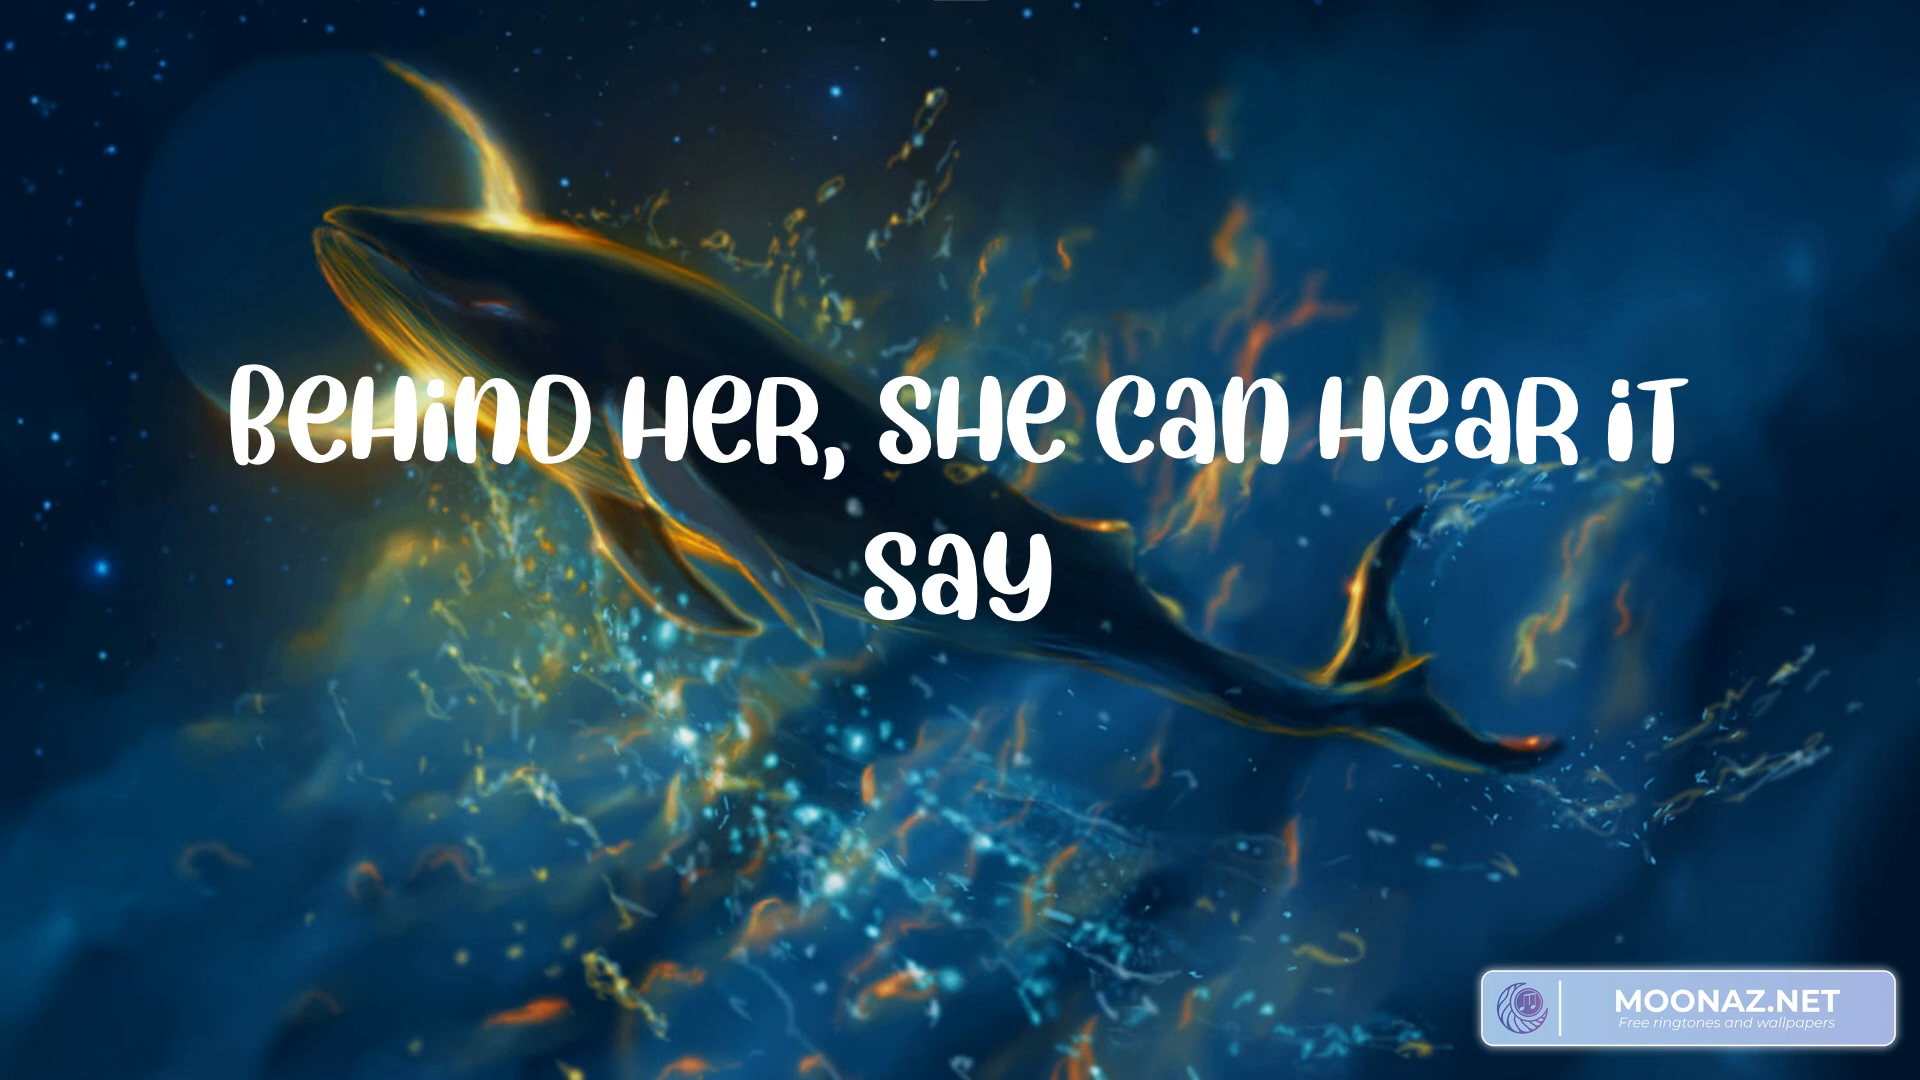 Behind her, she can hear it
say
MOONAZ.NET
Free ringtones and wallpapers